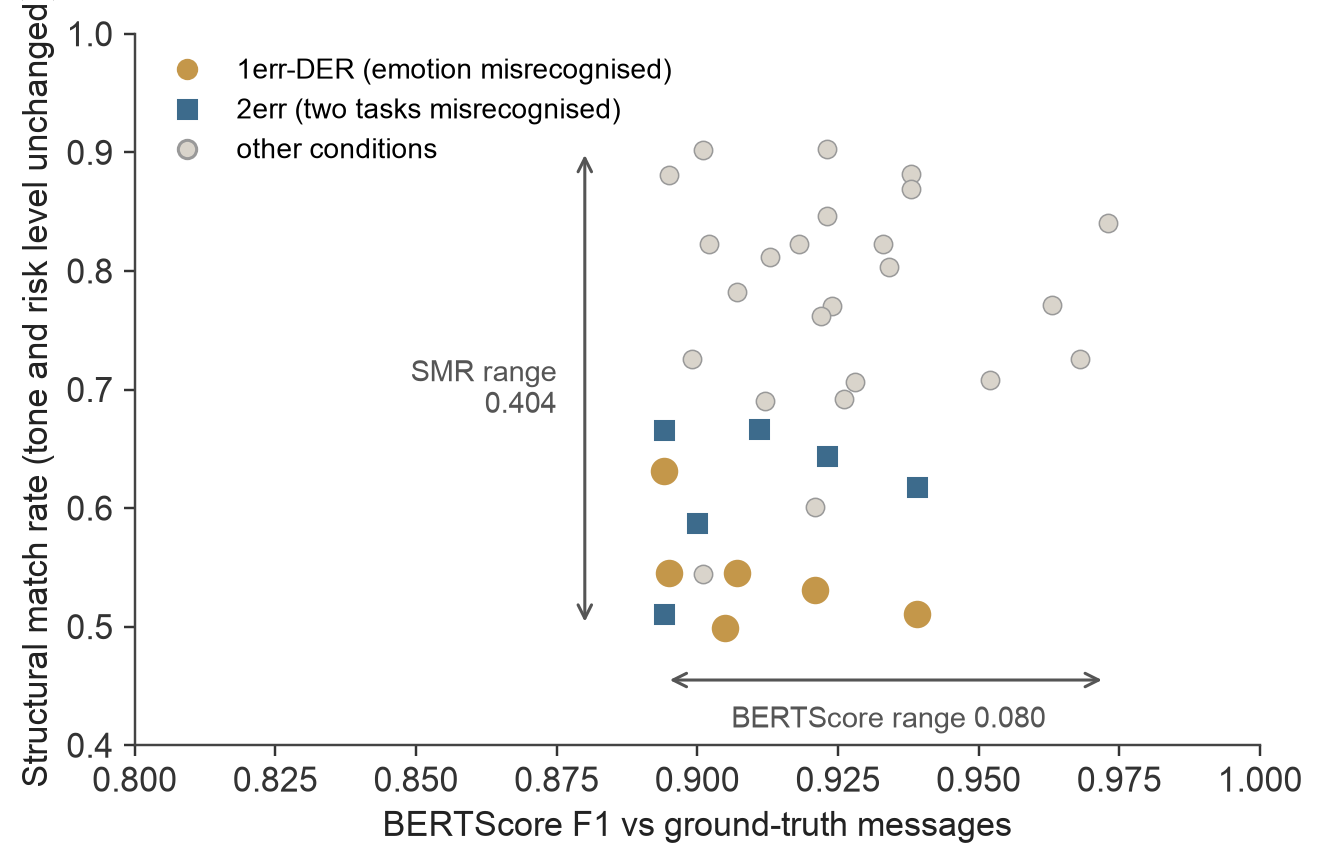 Structural match rate (tone and risk level unchanged
1.0
0.9
0.8
0.7
0.6
0.5
0.4
1err-DER (emotion misrecognised)
2err (two tasks misrecognised)
other conditions
SMR range
0.404
BERTScore range 0.080
0.800 0.825 0.850 0.875 0.900 0.925 0.950 0.975 1.000
BERTScore F1 vs ground-truth messages